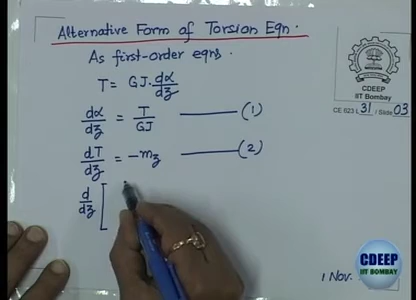 Alternative Form of Torsion Eqn.
As first-order eqns.
T = GJ. dα/dz
dα/dz = T/GJ ——— (1)
dT/dz = -mz ——— (2)
d/dz [
CDEEP
IIT Bombay
CE 623 L 31 / Slide 03
CDEEP
IIT Bombay
1 Nov.